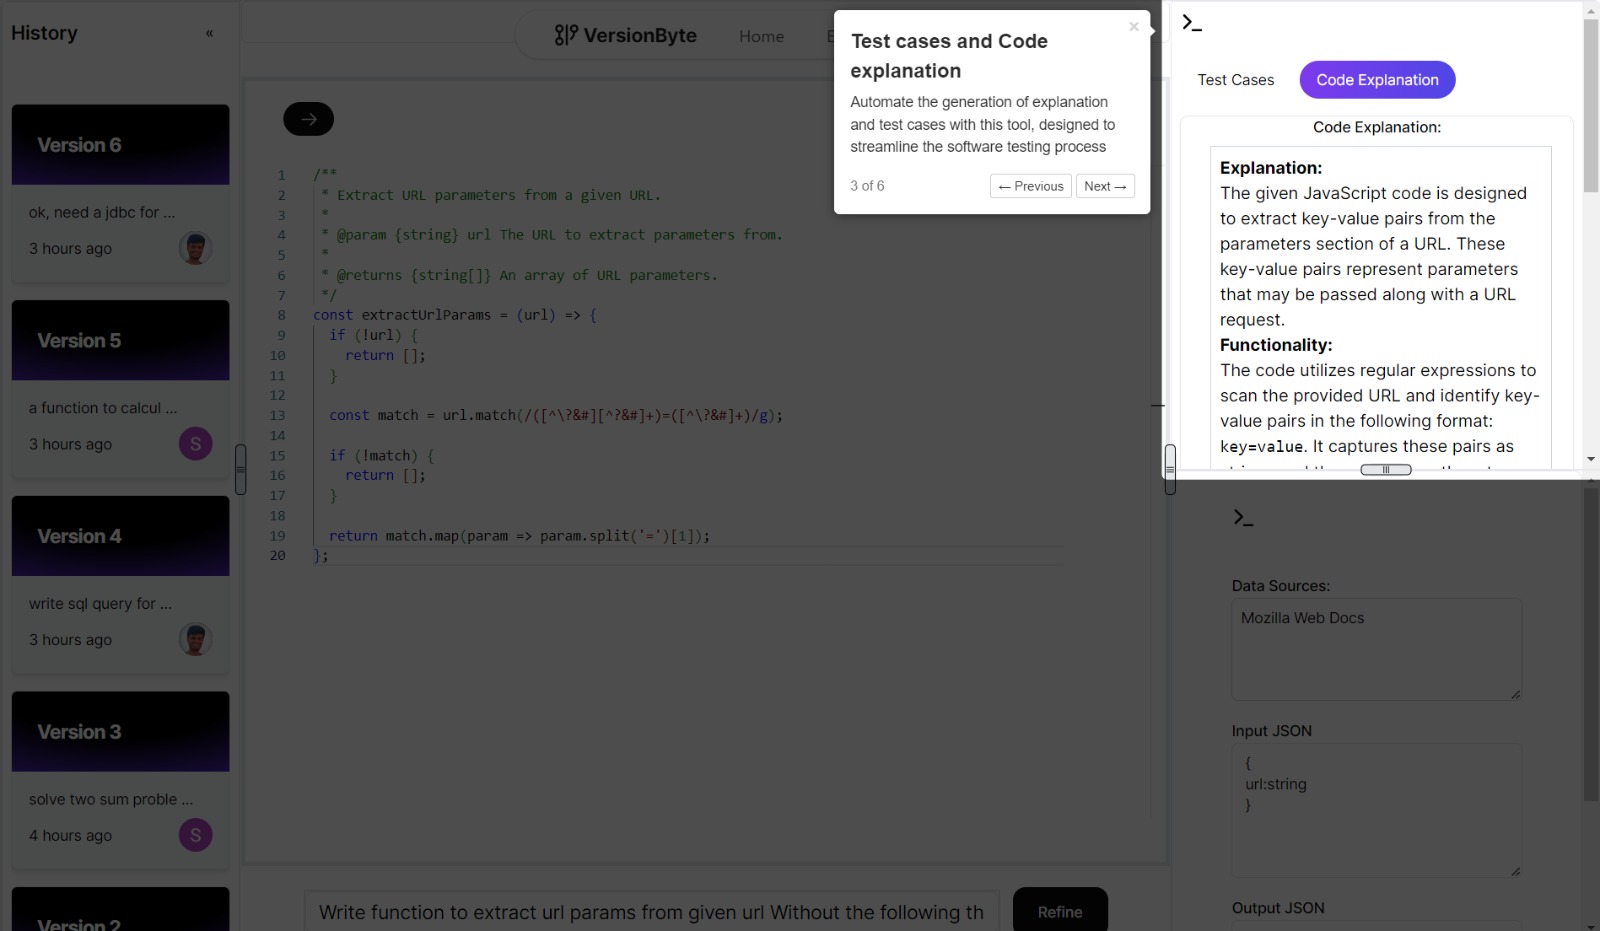 History
«
Version 6
ok, need a jdbc for ...
3 hours ago
Version 5
a function to calcul ...
3 hours ago
S
Version 4
write sql query for ...
3 hours ago
Version 3
solve two sum proble ...
4 hours ago
S
Version 2
VersionByte
Home
Test cases and Code
explanation
Automate the generation of explanation
and test cases with this tool, designed to
streamline the software testing process
3 of 6
← Previous
Next →
×
1 /**
2 * Extract URL parameters from a given URL.
3 *
4 * @param {string} url The URL to extract parameters from.
5 *
6 * @returns {string[]} An array of URL parameters.
7 */
8 const extractUrlParams = (url) => {
9 if (!url) {
10 return [];
11 }
12
13 const match = url.match(/([^\?&#][^?&#]+)=([^\?&#]+)/g);
14
15 if (!match) {
16 return [];
17 }
18
19 return match.map(param => param.split('=')[1]);
20 };
Write function to extract url params from given url Without the following th
Refine
>_
Test Cases
Code Explanation
Code Explanation:
Explanation:
The given JavaScript code is designed
to extract key-value pairs from the
parameters section of a URL. These
key-value pairs represent parameters
that may be passed along with a URL
request.
Functionality:
The code utilizes regular expressions to
scan the provided URL and identify key-
value pairs in the following format:
key=value. It captures these pairs as
>_
Data Sources:
Mozilla Web Docs
Input JSON
{
url:string
}
Output JSON